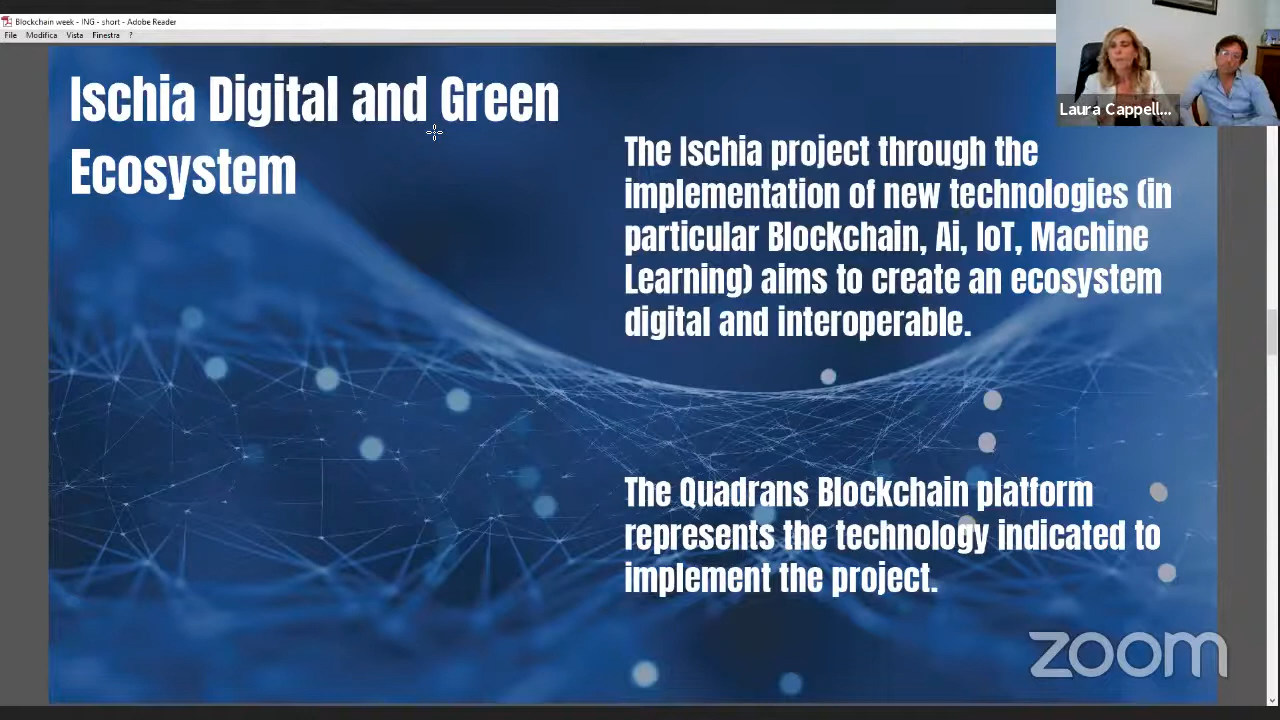 Blockchain week - ING - short - Adobe Reader
File Modifica Vista Finestra ?
Laura Cappell...
Ischia Digital and Green
Ecosystem
The Ischia project through the
implementation of new technologies (in
particular Blockchain, Ai, IoT, Machine
Learning) aims to create an ecosystem
digital and interoperable.
The Quadrans Blockchain platform
represents the technology indicated to
implement the project.
zoom